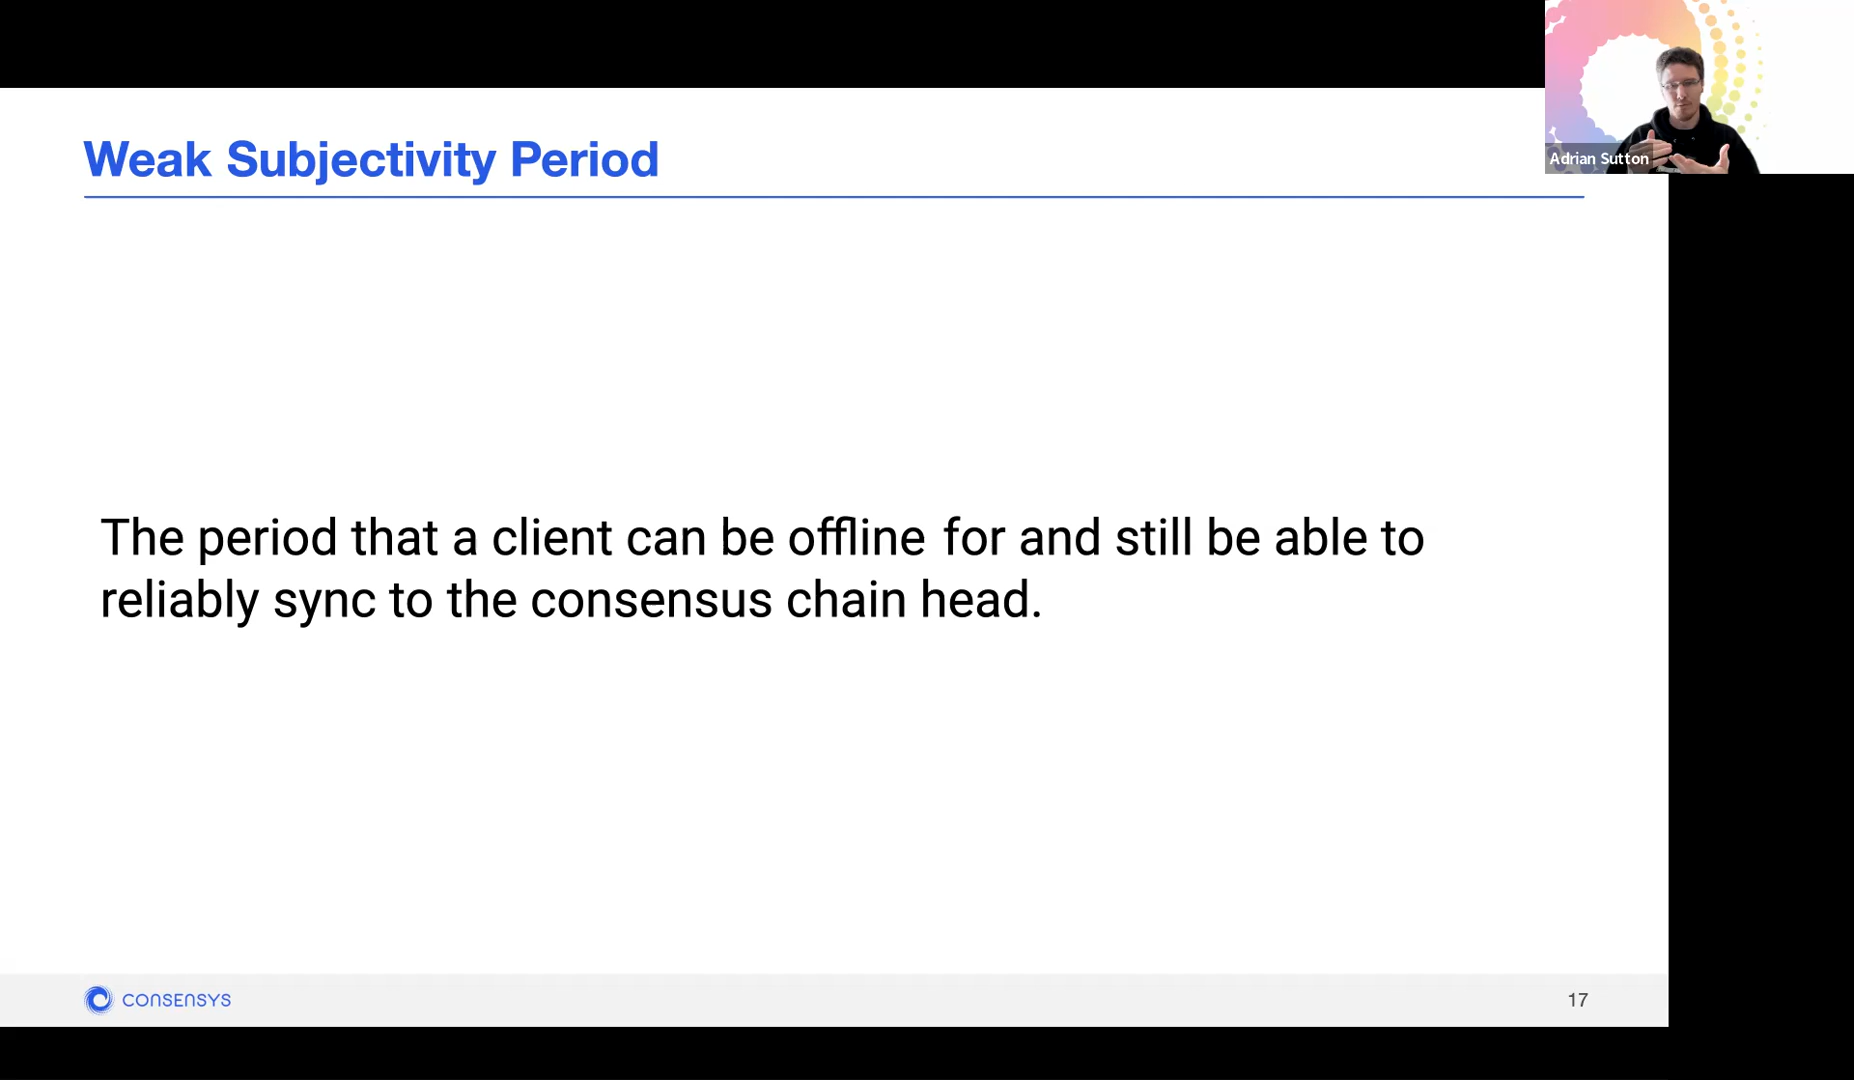 Adrian Sutton
Weak Subjectivity Period
The period that a client can be offline for and still be able to
reliably sync to the consensus chain head.
CONSENSYS
17